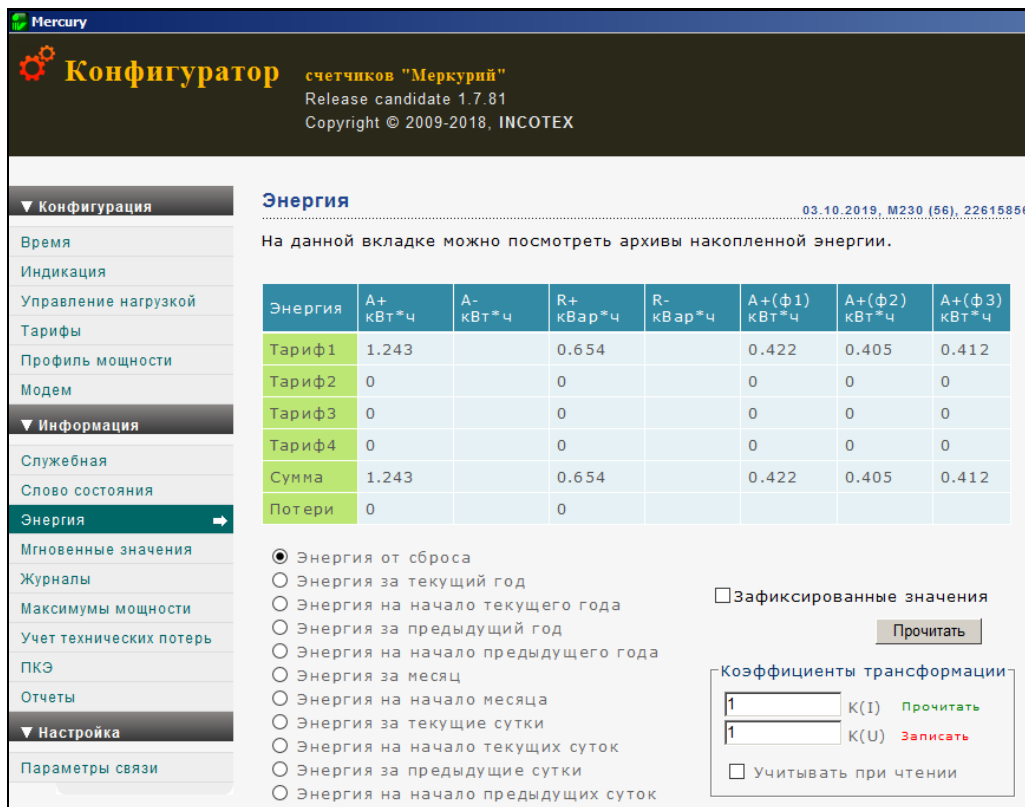 Mercury
Конфигуратор счетчиков "Меркурий"
Release candidate 1.7.81
Copyright © 2009-2018, INCOTEX
▼ Конфигурация
Время
Индикация
Управление нагрузкой
Тарифы
Профиль мощности
Модем
▼ Информация
Служебная
Слово состояния
Энергия
Мгновенные значения
Журналы
Максимумы мощности
Учет технических потерь
ПКЭ
Отчеты
▼ Настройка
Параметры связи
Энергия
03.10.2019, M230 (56), 22615856
На данной вкладке можно посмотреть архивы накопленной энергии.
Энергия A+ кВт*ч A- кВт*ч R+ кВар*ч R- кВар*ч A+(ф1) кВт*ч A+(ф2) кВт*ч A+(ф3) кВт*ч
Тариф1 1.243 0.654 0.422 0.405 0.412
Тариф2 0 0 0 0 0
Тариф3 0 0 0 0 0
Тариф4 0 0 0 0 0
Сумма 1.243 0.654 0.422 0.405 0.412
Потери 0 0
Энергия от сброса
Энергия за текущий год
Энергия на начало текущего года
Энергия за предыдущий год
Энергия на начало предыдущего года
Энергия за месяц
Энергия на начало месяца
Энергия за текущие сутки
Энергия на начало текущих суток
Энергия за предыдущие сутки
Энергия на начало предыдущих суток
Зафиксированные значения
Прочитать
Коэффициенты трансформации
1 K(I) Прочитать
1 K(U) Записать
Учитывать при чтении